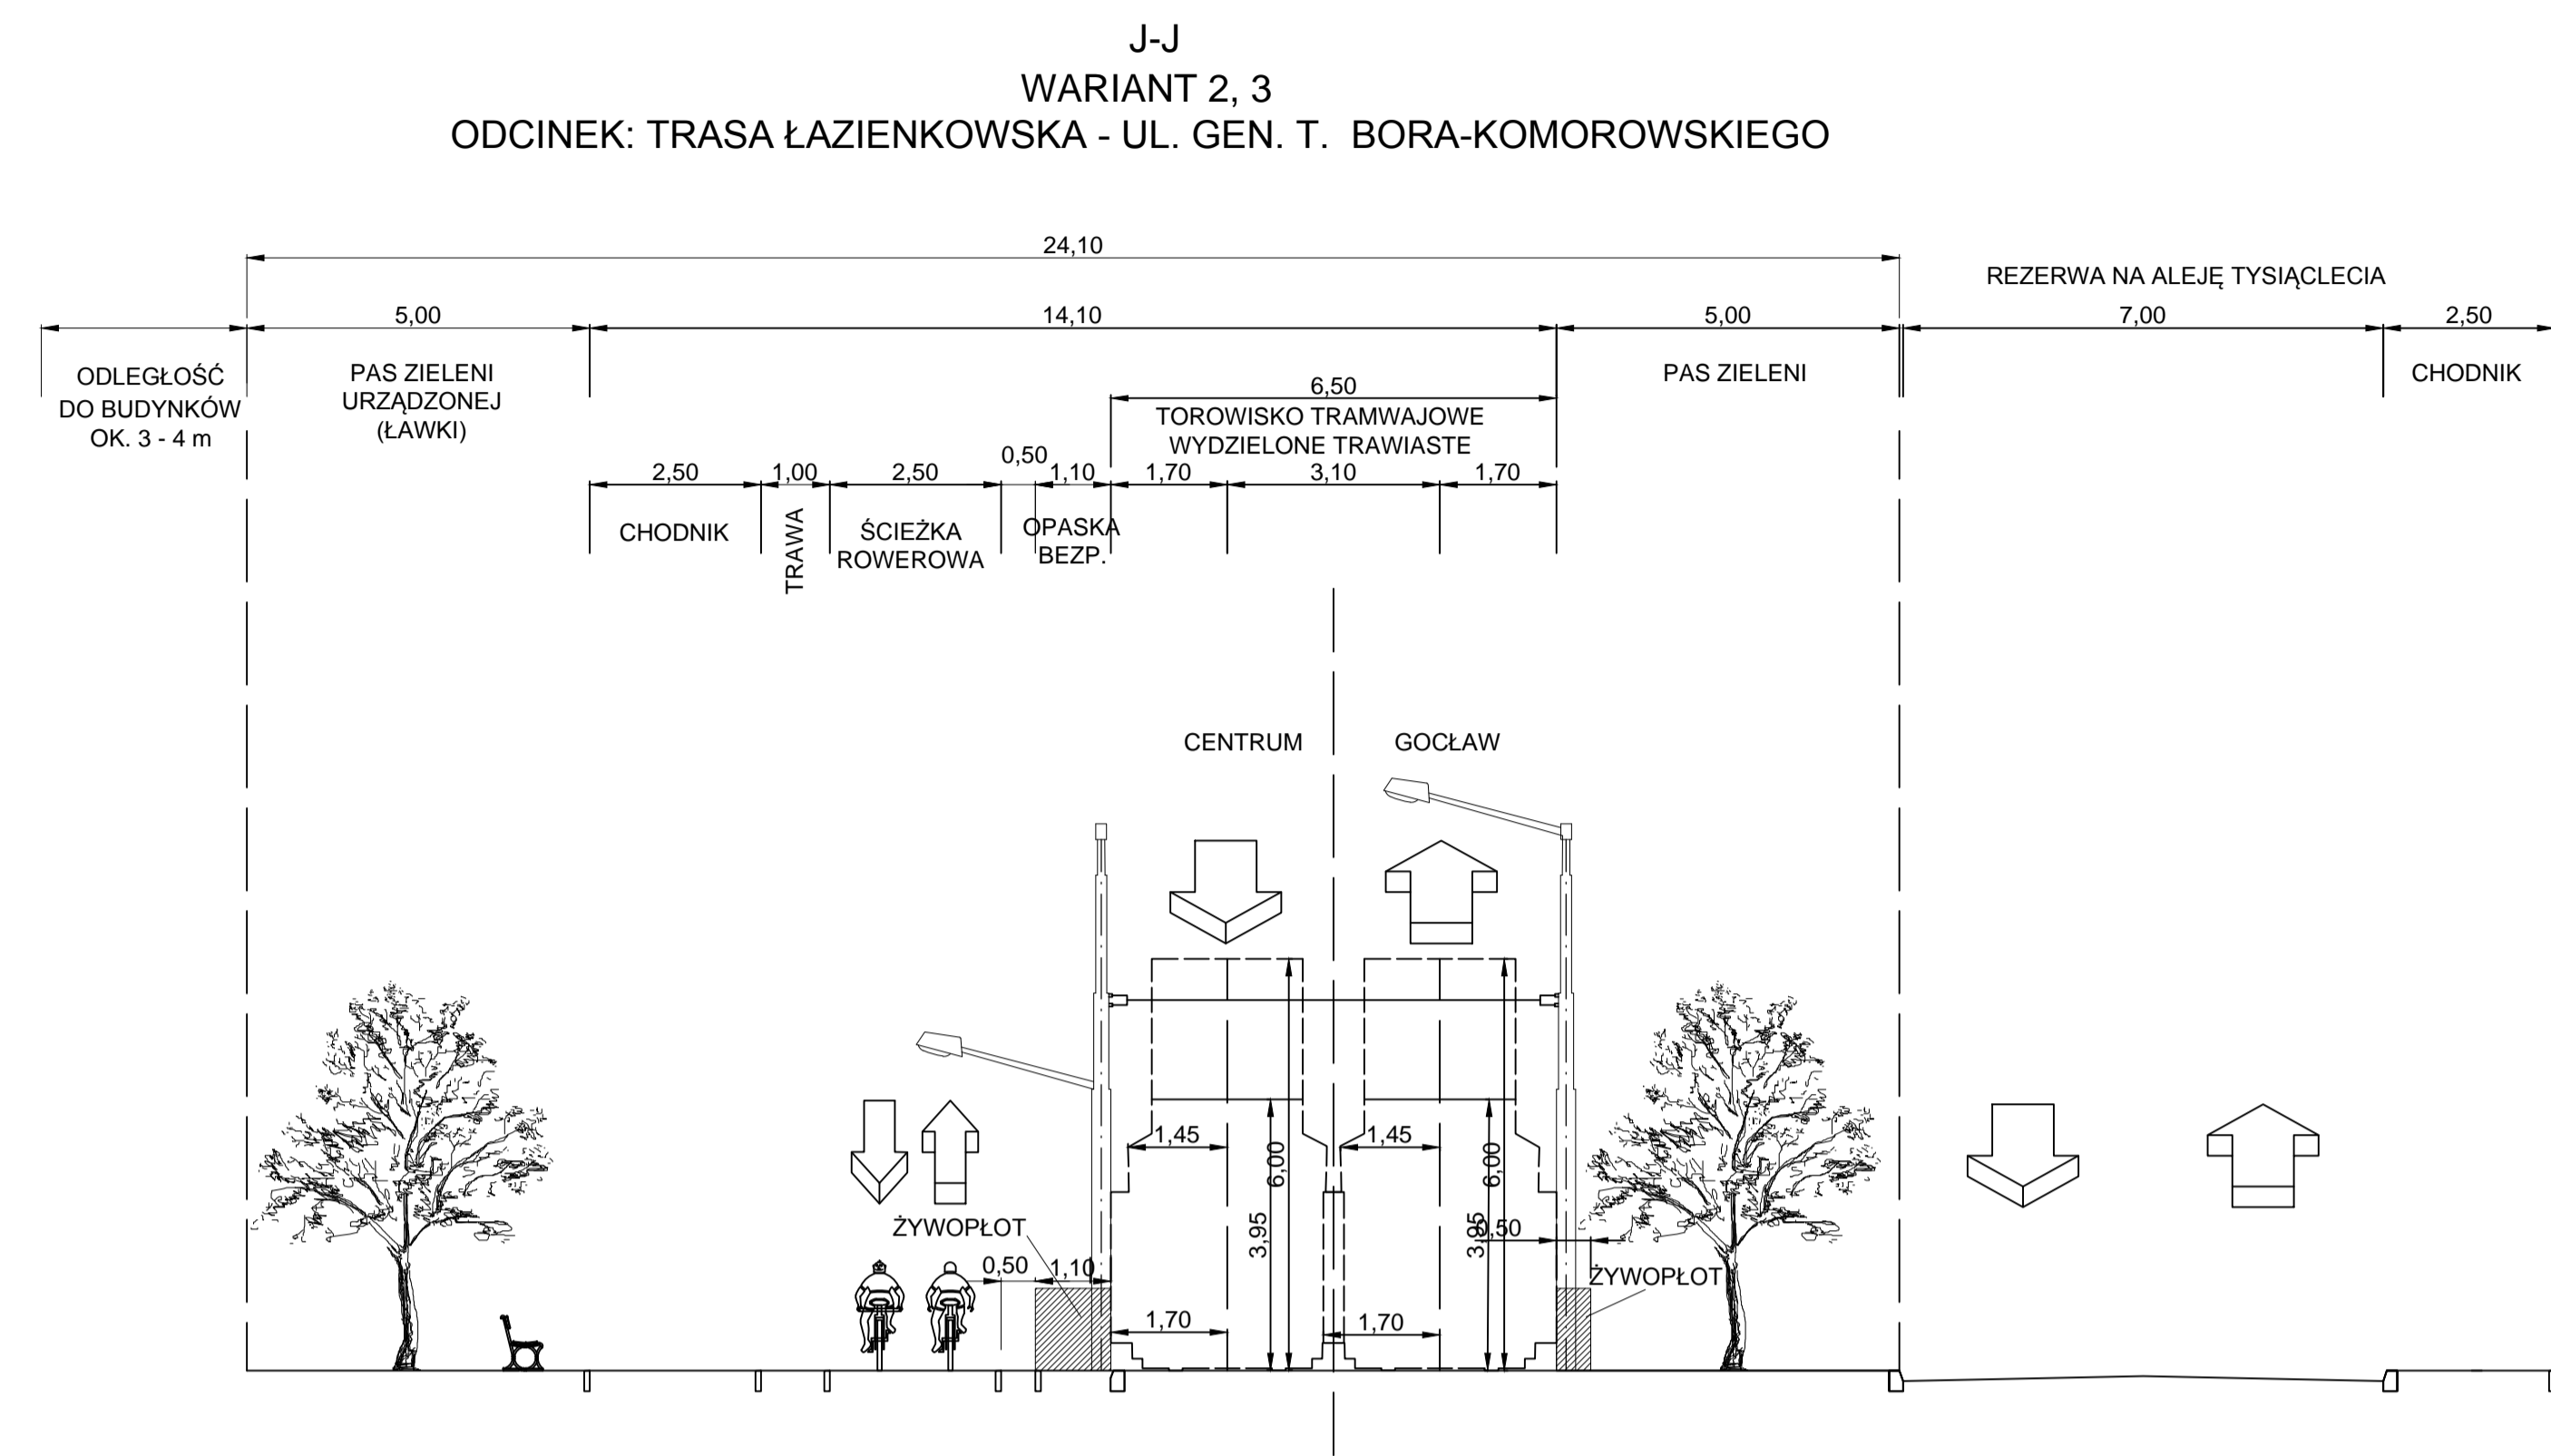 J-J
WARIANT 2, 3
ODCINEK: TRASA ŁAZIENKOWSKA - UL. GEN. T. BORA-KOMOROWSKIEGO
24,10
REZERWA NA ALEJĘ TYSIĄCLECIA
5,00
14,10
5,00
7,00
2,50
ODLEGŁOŚĆ
DO BUDYNKÓW
OK. 3 - 4 m
PAS ZIELENI
URZĄDZONEJ
(ŁAWKI)
PAS ZIELENI
CHODNIK
6,50
TOROWISKO TRAMWAJOWE
WYDZIELONE TRAWIASTE
2,50
1,00
2,50
0,50
1,10
1,70
3,10
1,70
CHODNIK
TRAWA
ŚCIEŻKA
ROWEROWA
OPASKA
BEZP.
CENTRUM
GOCŁAW
1,45
6,00
1,45
6,00
3,95
3,95
0,50
ŻYWOPŁOT
0,50
1,10
ŻYWOPŁOT
1,70
1,70